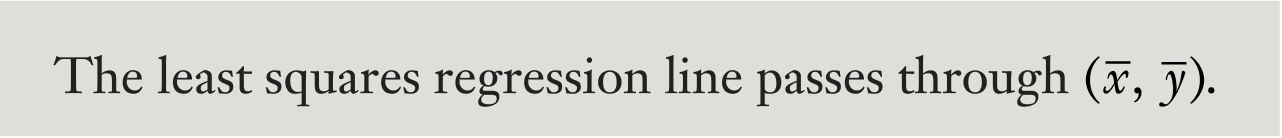 The least squares regression line passes through (x̅, y̅).